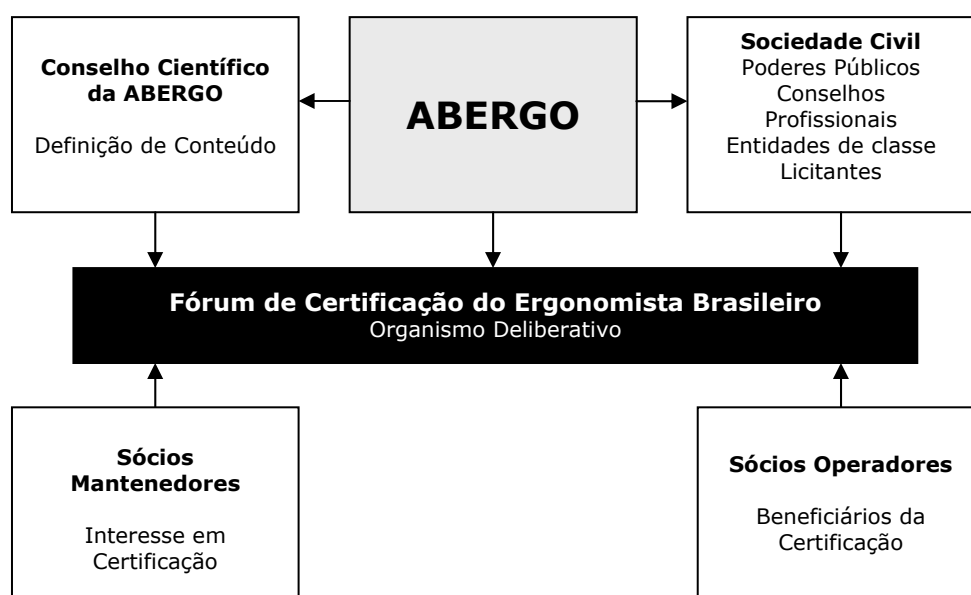 Conselho Científico
da ABERGO
Definição de Conteúdo
ABERGO
Sociedade Civil
Poderes Públicos
Conselhos
Profissionais
Entidades de classe
Licitantes
Fórum de Certificação do Ergonomista Brasileiro
Organismo Deliberativo
Sócios
Mantenedores
Interesse em
Certificação
Sócios Operadores
Beneficiários da
Certificação